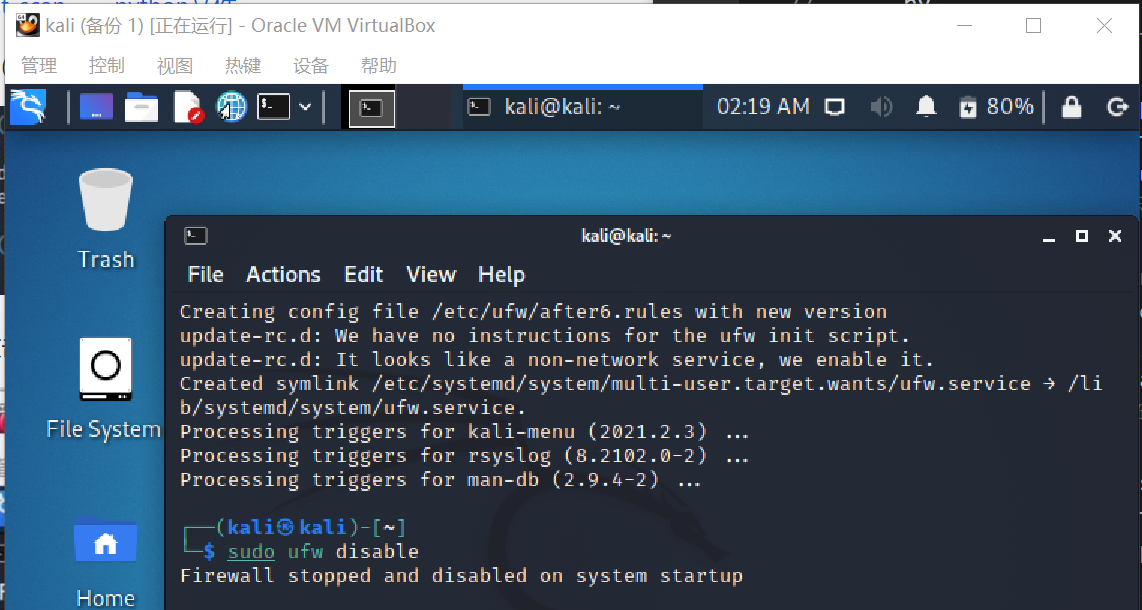 kali (备份 1) [正在运行] - Oracle VM VirtualBox
管理 控制 视图 热键 设备 帮助
kali@kali: ~ 02:19 AM 80%
Trash
File System
Home
kali@kali: ~
File Actions Edit View Help
Creating config file /etc/ufw/after6.rules with new version
update-rc.d: We have no instructions for the ufw init script.
update-rc.d: It looks like a non-network service, we enable it.
Created symlink /etc/systemd/system/multi-user.target.wants/ufw.service → /li
b/systemd/system/ufw.service.
Processing triggers for kali-menu (2021.2.3) ...
Processing triggers for rsyslog (8.2102.0-2) ...
Processing triggers for man-db (2.9.4-2) ...
┌──(kali㉿kali)-[~]
└─$ sudo ufw disable
Firewall stopped and disabled on system startup